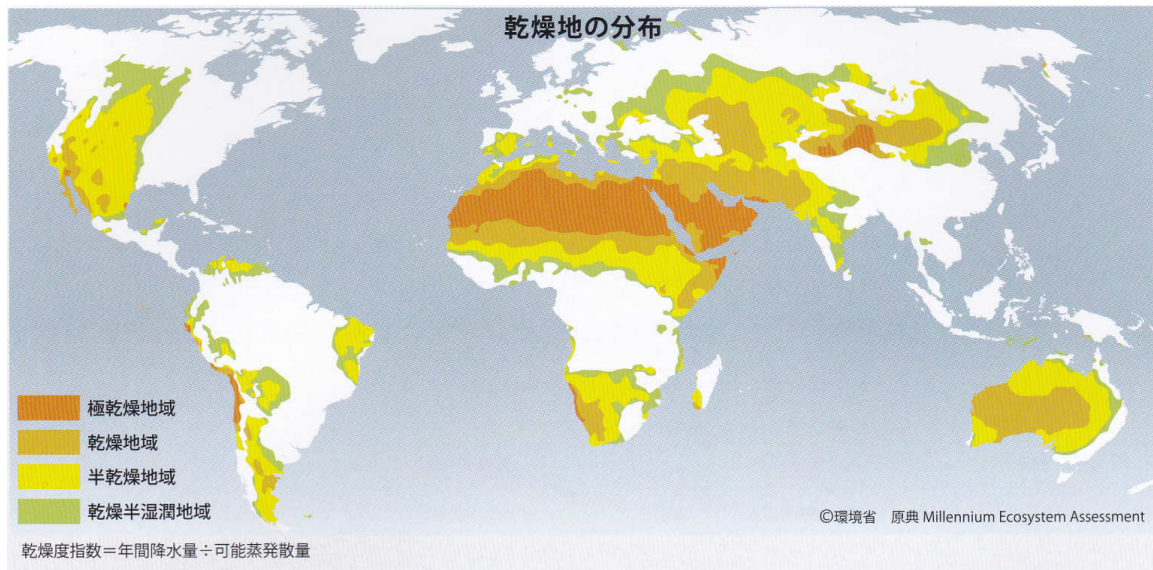 乾燥地の分布
極乾燥地域
乾燥地域
半乾燥地域
乾燥半湿潤地域
©環境省　原典 Millennium Ecosystem Assessment
乾燥度指数＝年間降水量÷可能蒸発散量